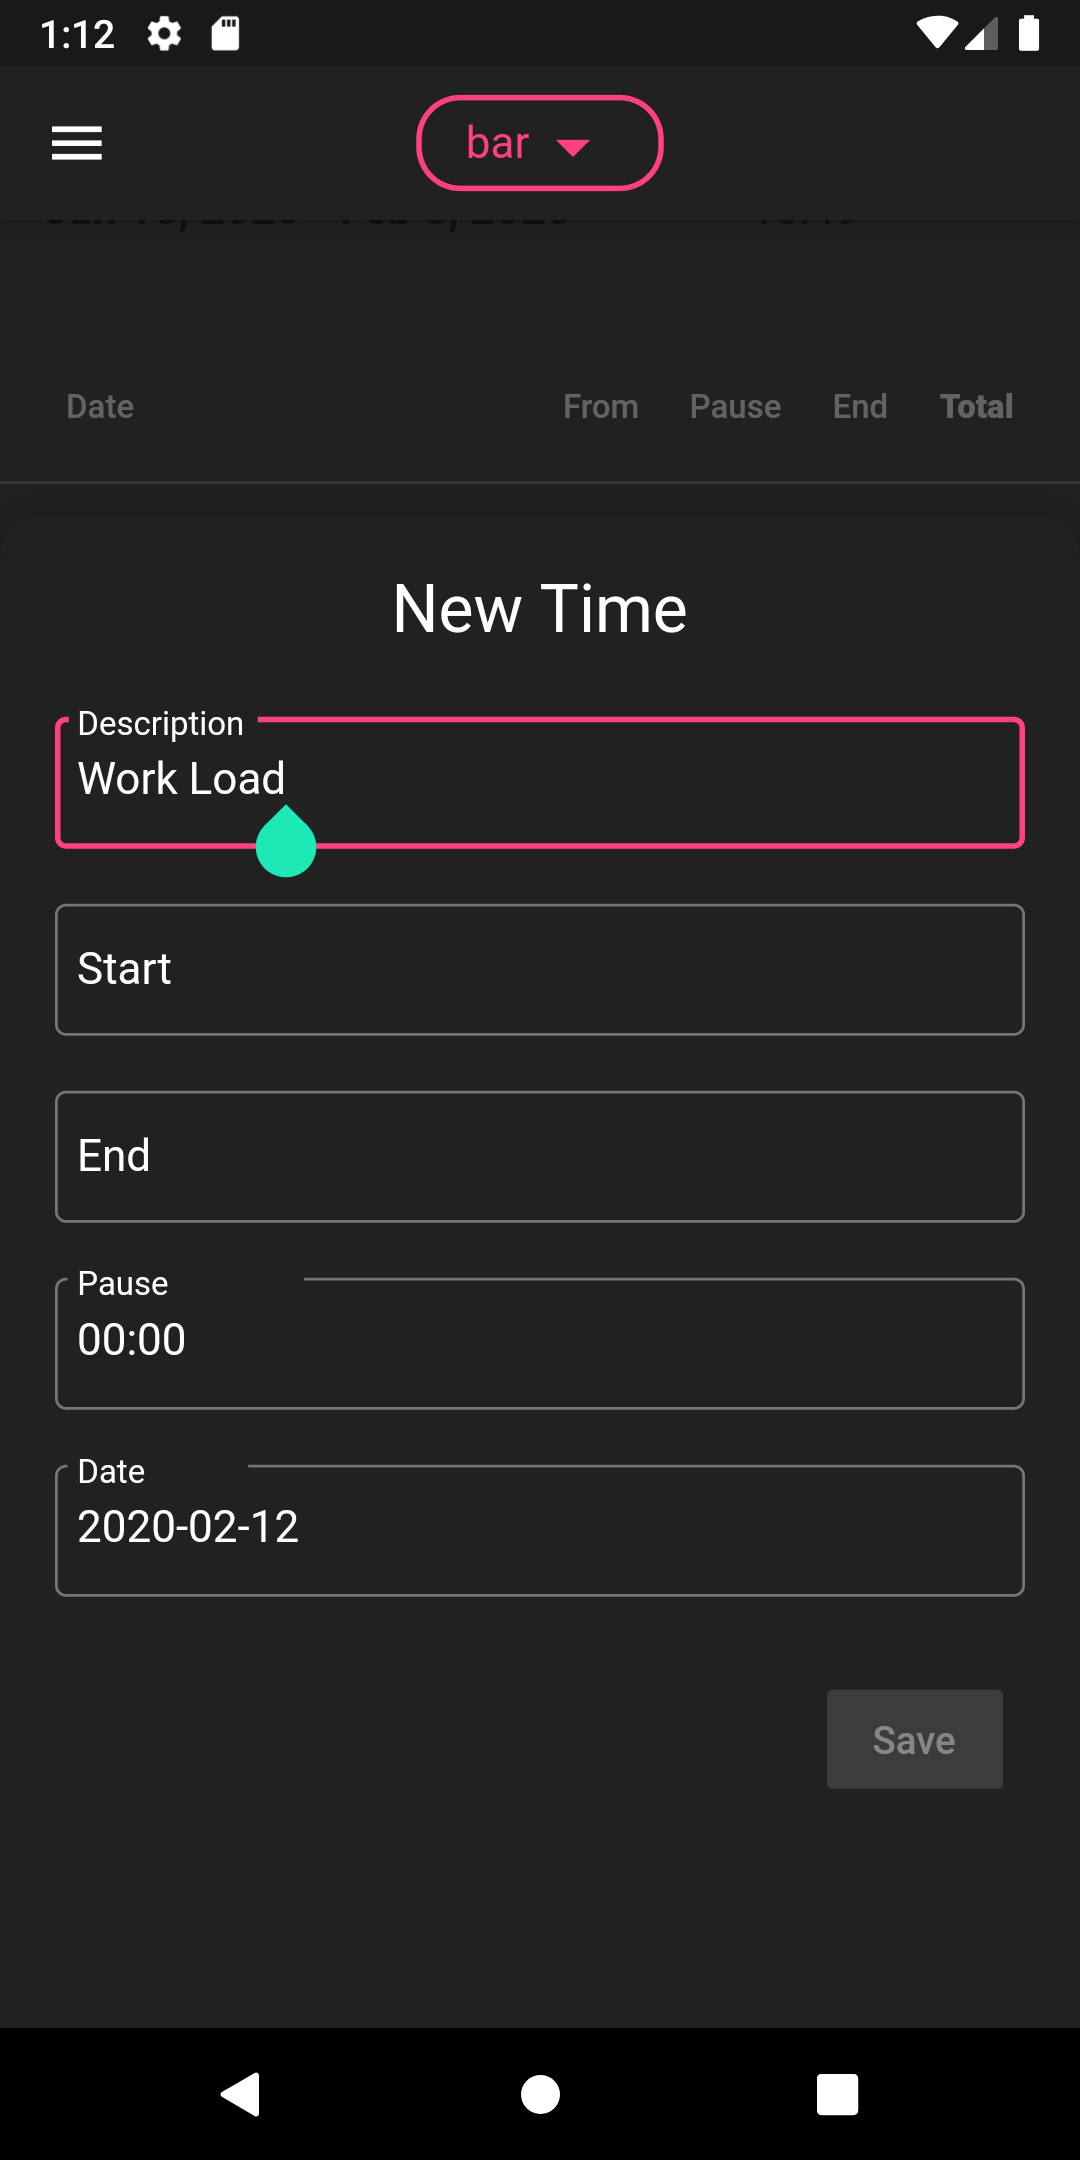 1:12
bar
Date From Pause End Total
New Time
Description
Work Load
Start
End
Pause
00:00
Date
2020-02-12
Save